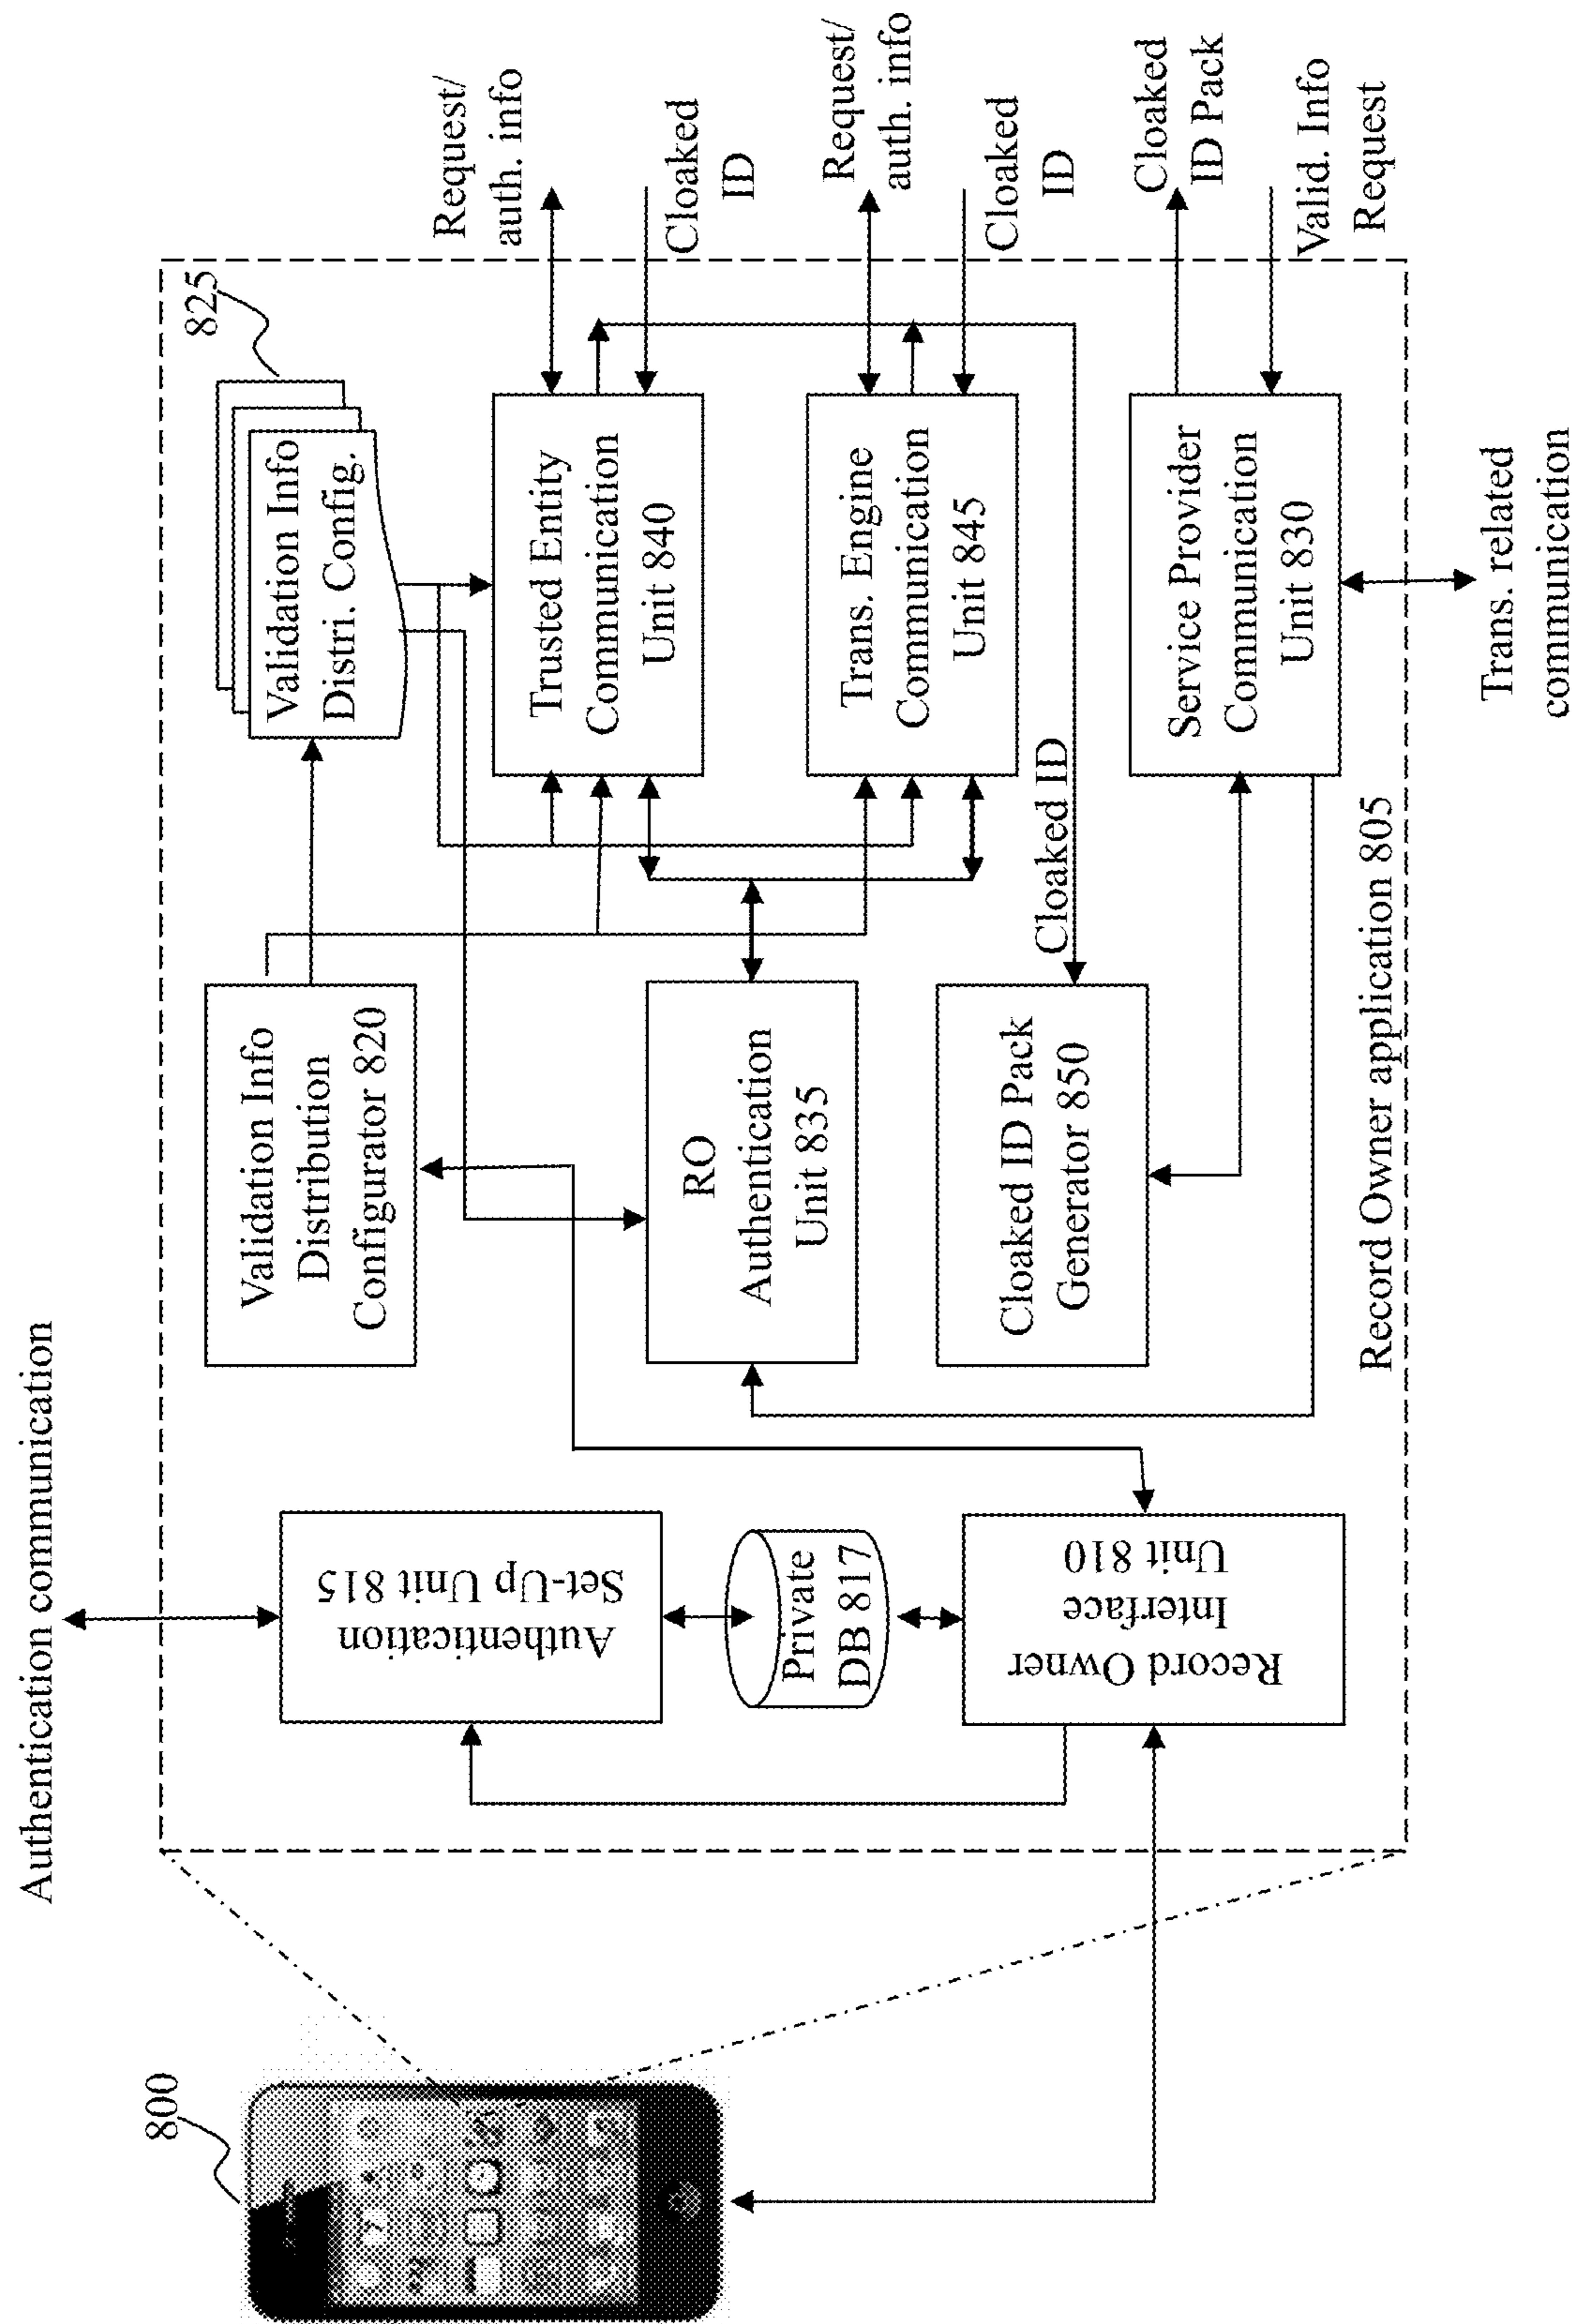 Authentication communication
800
Authentication
Set-Up Unit 815
Private
DB 817
Record Owner
Interface
Unit 810
Validation Info
Distribution
Configurator 820
RO
Authentication
Unit 835
Cloaked ID Pack
Generator 850
Cloaked ID
825
Validation Info
Distri. Config.
Trusted Entity
Communication
Unit 840
Trans. Engine
Communication
Unit 845
Service Provider
Communication
Unit 830
Request/
auth. info
Cloaked
ID
Request/
auth. info
Cloaked
ID
Cloaked
ID Pack
Valid. Info
Request
Record Owner application 805
Trans. related
communication